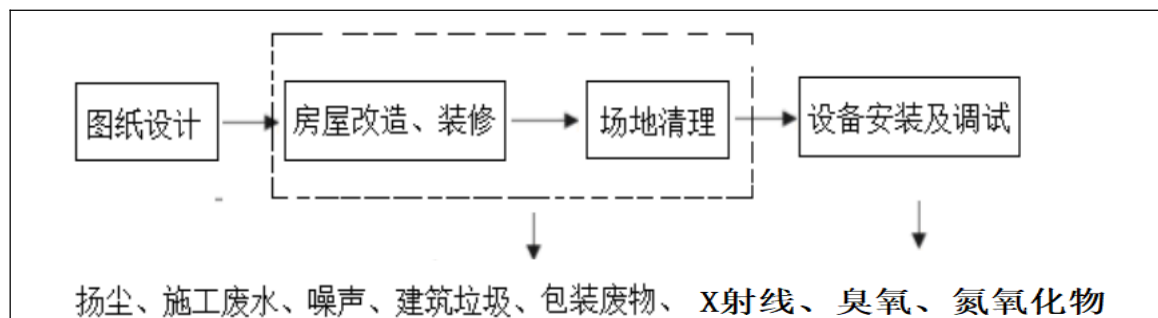 图纸设计
房屋改造、装修
场地清理
设备安装及调试
扬尘、施工废水、噪声、建筑垃圾、包装废物、
X射线、臭氧、氮氧化物